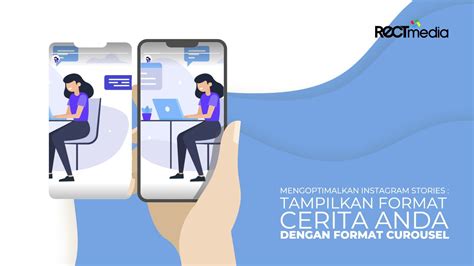 RECTmedia
MENGOPTIMALKAN INSTAGRAM STORIES :
TAMPILKAN FORMAT
CERITA ANDA
DENGAN FORMAT CUROUSEL